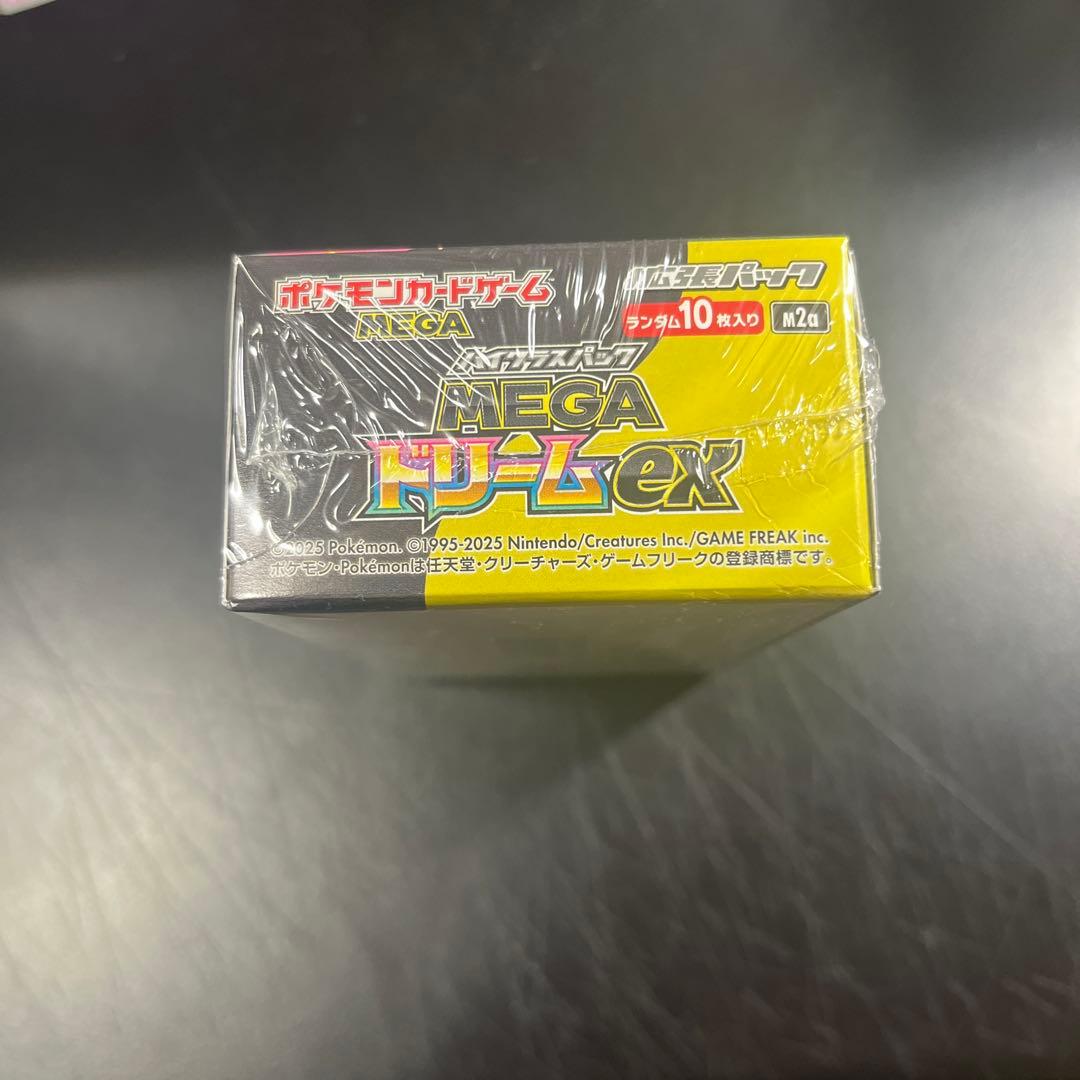 ポケモンカードゲーム
MEGA
拡張パック
ランダム10枚入り M2a
ハイクラスパック
MEGA
ドリームex
©2025 Pokémon. ©1995-2025 Nintendo/Creatures Inc./GAME FREAK inc.
ポケモン・Pokémonは任天堂・クリーチャーズ・ゲームフリークの登録商標です。